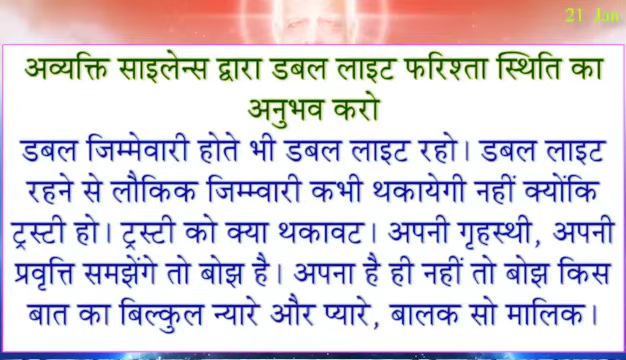 21 Jan
अव्यक्ति साइलेन्स द्वारा डबल लाइट फरिश्ता स्थिति का
अनुभव करो
डबल जिम्मेवारी होते भी डबल लाइट रहो। डबल लाइट
रहने से लौकिक जिम्म्वारी कभी थकायेगी नहीं क्योंकि
ट्रस्टी हो। ट्रस्टी को क्या थकावट। अपनी गृहस्थी, अपनी
प्रवृत्ति समझेंगे तो बोझ है। अपना है ही नहीं तो बोझ किस
बात का बिल्कुल न्यारे और प्यारे, बालक सो मालिक।